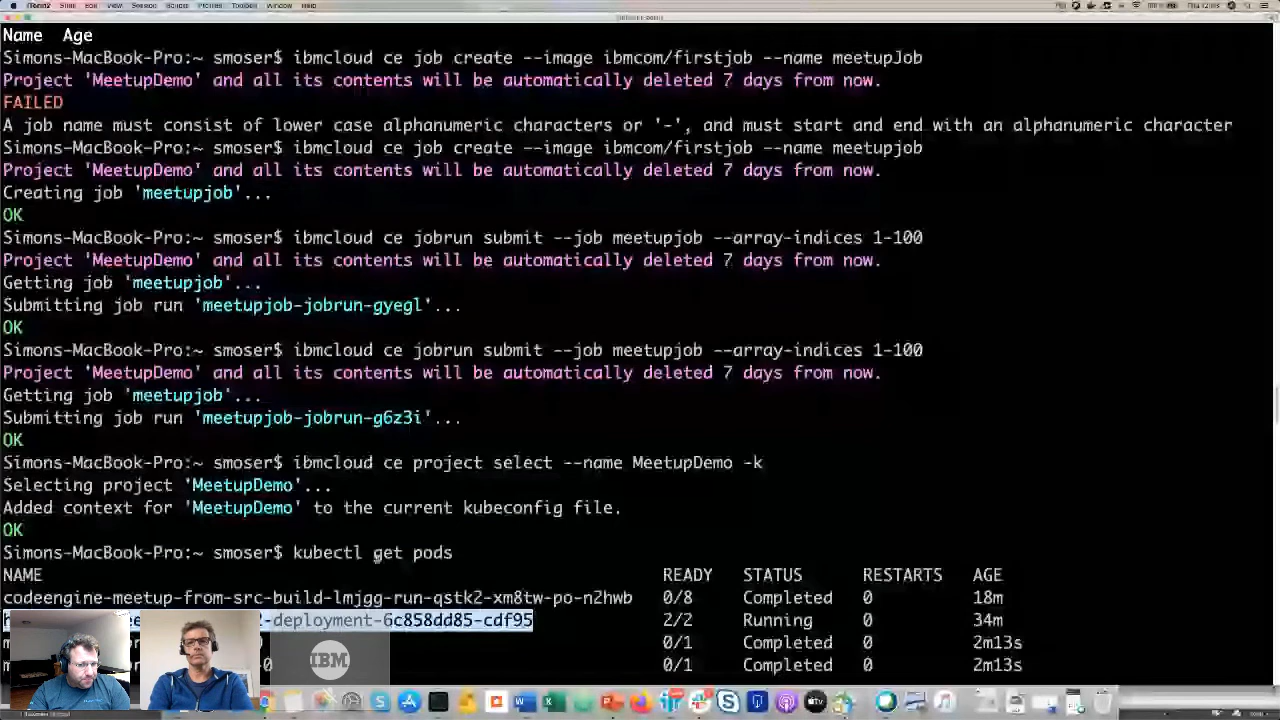 iTerm2 Shell Edit View Session Scripts Profiles Toolbelt Window Help
Name Age
Simons-MacBook-Pro:~ smoser$ ibmcloud ce job create --image ibmcom/firstjob --name meetupJob
Project 'MeetupDemo' and all its contents will be automatically deleted 7 days from now.
FAILED
A job name must consist of lower case alphanumeric characters or '-', and must start and end with an alphanumeric character
Simons-MacBook-Pro:~ smoser$ ibmcloud ce job create --image ibmcom/firstjob --name meetupjob
Project 'MeetupDemo' and all its contents will be automatically deleted 7 days from now.
Creating job 'meetupjob'...
OK
Simons-MacBook-Pro:~ smoser$ ibmcloud ce jobrun submit --job meetupjob --array-indices 1-100
Project 'MeetupDemo' and all its contents will be automatically deleted 7 days from now.
Getting job 'meetupjob'...
Submitting job run 'meetupjob-jobrun-gyegl'...
OK
Simons-MacBook-Pro:~ smoser$ ibmcloud ce jobrun submit --job meetupjob --array-indices 1-100
Project 'MeetupDemo' and all its contents will be automatically deleted 7 days from now.
Getting job 'meetupjob'...
Submitting job run 'meetupjob-jobrun-g6z3i'...
OK
Simons-MacBook-Pro:~ smoser$ ibmcloud ce project select --name MeetupDemo -k
Selecting project 'MeetupDemo'...
Added context for 'MeetupDemo' to the current kubeconfig file.
OK
Simons-MacBook-Pro:~ smoser$ kubectl get pods
NAME READY STATUS RESTARTS AGE
codeengine-meetup-from-src-build-lmjgg-run-qstk2-xm8tw-po-n2hwb 0/8 Completed 0 18m
-deployment-6c858dd85-cdf95 2/2 Running 0 34m
0/1 Completed 0 2m13s
0 0/1 Completed 0 2m13s
IBM